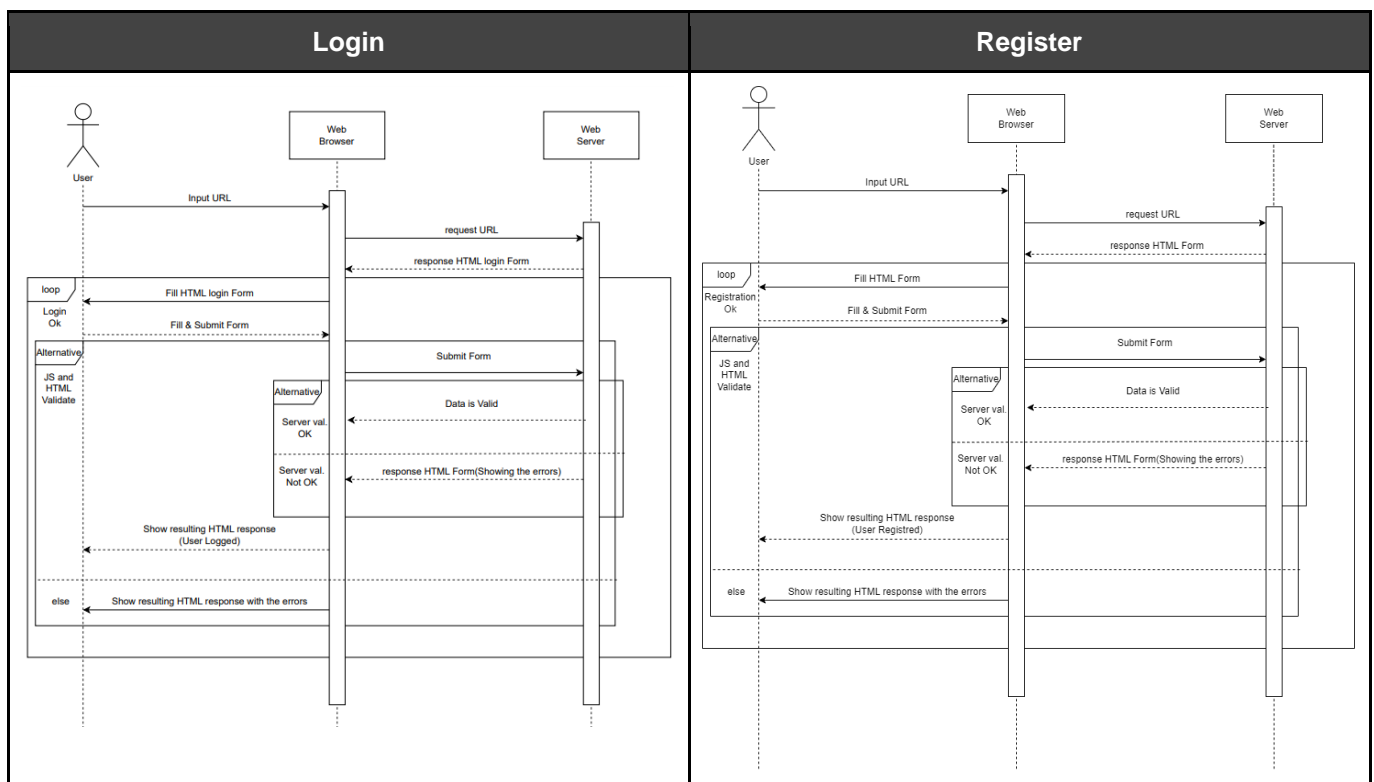 Login
Register
User
Web
Browser
Web
Server
Input URL
request URL
response HTML login Form
loop
Login
Ok
Fill HTML login Form
Fill & Submit Form
Alternative
JS and
HTML
Validate
Submit Form
Alternative
Server val.
OK
Data is Valid
Server val.
Not OK
response HTML Form(Showing the errors)
Show resulting HTML response
(User Logged)
else
Show resulting HTML response with the errors
User
Web
Browser
Web
Server
Input URL
request URL
response HTML Form
loop
Registration
Ok
Fill HTML Form
Fill & Submit Form
Alternative
JS and
HTML
Validate
Submit Form
Alternative
Server val.
OK
Data is Valid
Server val.
Not OK
response HTML Form(Showing the errors)
Show resulting HTML response
(User Registred)
else
Show resulting HTML response with the errors